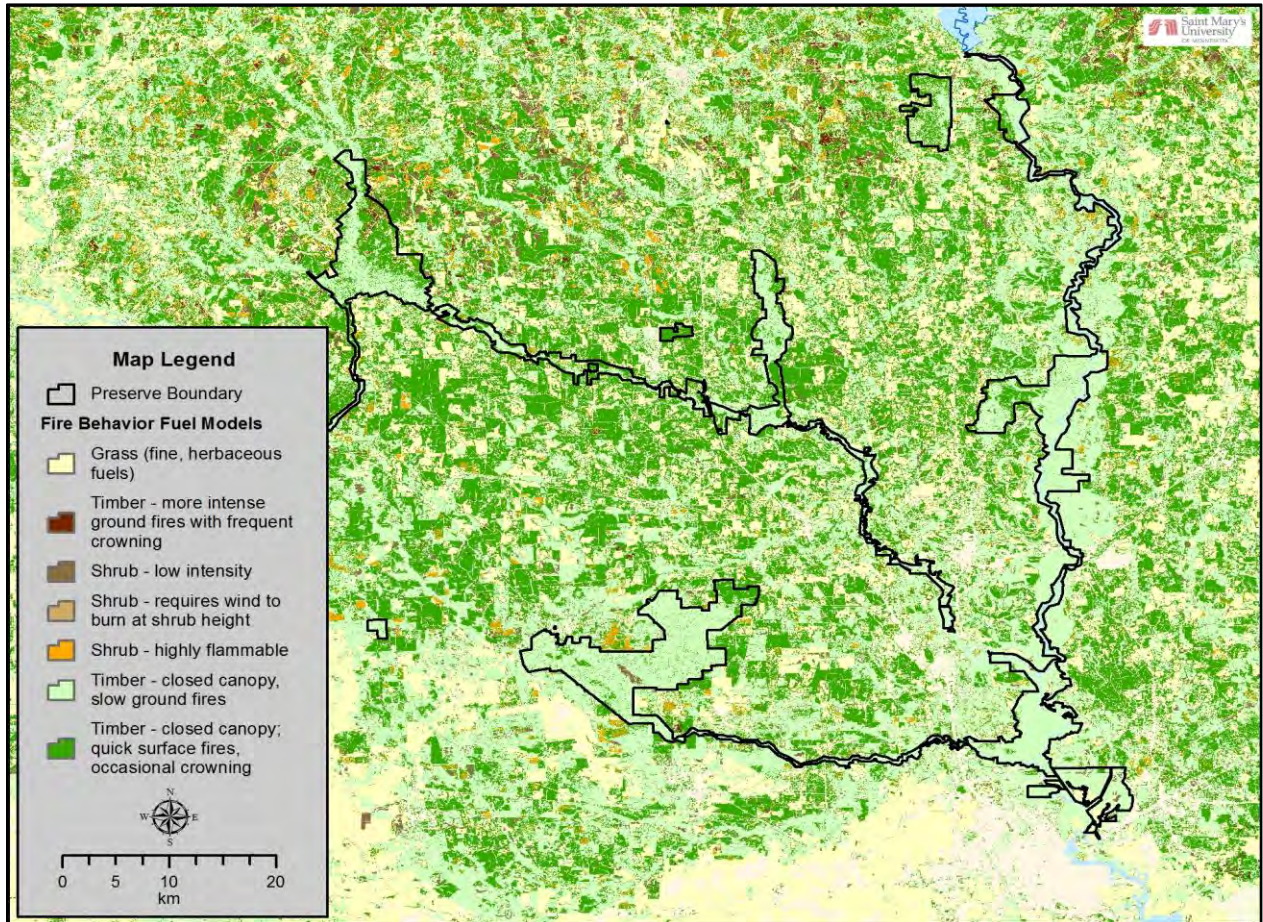 Saint Mary's
University
OF MINNESOTA
Map Legend
Preserve Boundary
Fire Behavior Fuel Models
Grass (fine, herbaceous
fuels)
Timber - more intense
ground fires with frequent
crowning
Shrub - low intensity
Shrub - requires wind to
burn at shrub height
Shrub - highly flammable
Timber - closed canopy,
slow ground fires
Timber - closed canopy;
quick surface fires,
occasional crowning
N
W E
S
0 5 10 20
km